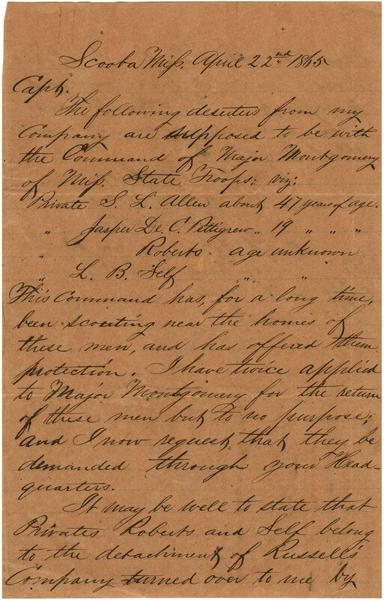 Scooba Miss. April 22nd 1865
Capt.
The following deserters from my
Company are supposed to be with
the Command of Major Montgomery
of Miss. State Troops: viz:
Private S. L. Allen about 47 years of age.
" Jasper De. C. Pettigrew " 19 " " "
" Roberts. age unknown
" L. B. Self " "
This command has, for a long time,
been scouting near the homes of
these men, and has offered them
protection. I have twice applied
to Major Montgomery for the return
of these men but to no purpose;
and I now request that they be
demanded through your Head-
quarters.
It may be well to state that
Privates Roberts and Self belong
to the detachment of Russell's
Company turned over to me by